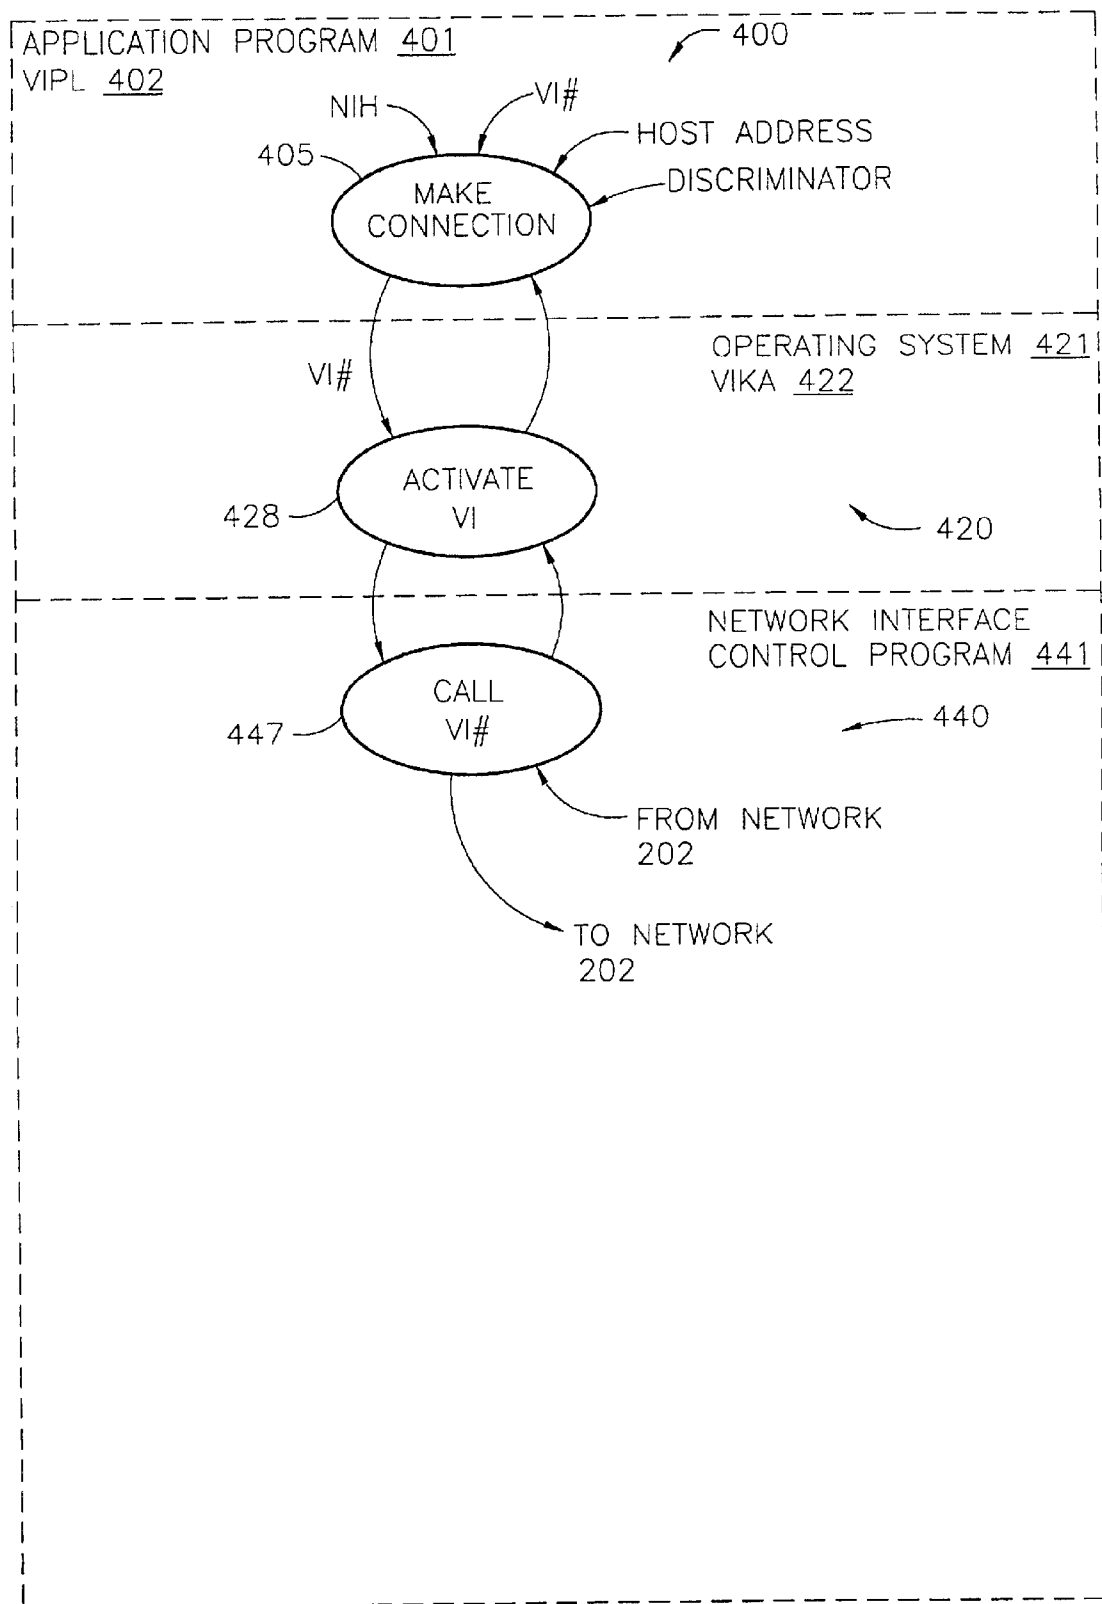 APPLICATION PROGRAM 401
VIPL 402
400
NIH
VI#
HOST ADDRESS
DISCRIMINATOR
405
MAKE
CONNECTION
OPERATING SYSTEM 421
VIKA 422
VI#
ACTIVATE
VI
428
420
NETWORK INTERFACE
CONTROL PROGRAM 441
CALL
VI#
447
440
FROM NETWORK
202
TO NETWORK
202